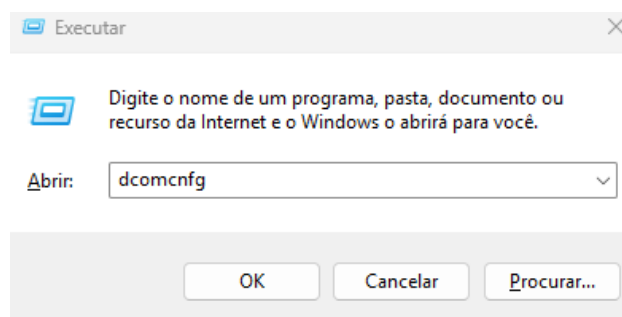 Executar
Digite o nome de um programa, pasta, documento ou
recurso da Internet e o Windows o abrirá para você.
Abrir: dcomcnfg
OK Cancelar Procurar...